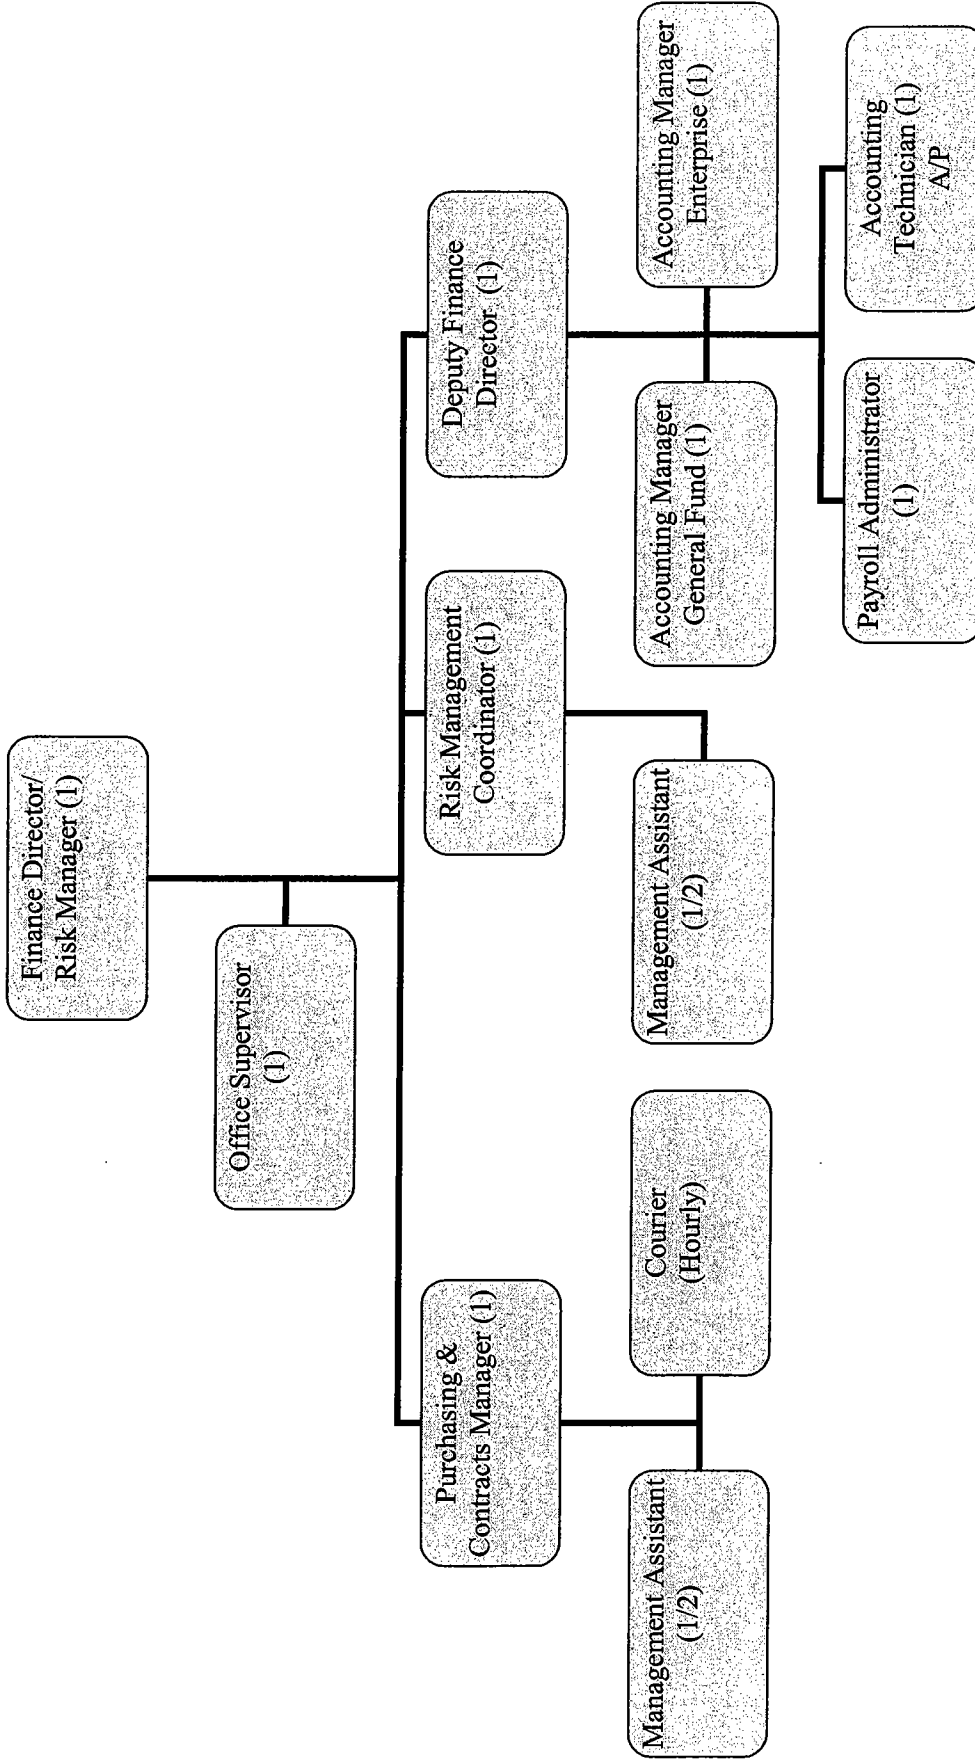 Finance Director/
Risk Manager (1)
Office Supervisor
(1)
Purchasing &
Contracts Manager (1)
Risk Management
Coordinator (1)
Deputy Finance
Director (1)
Management Assistant
(1/2)
Courier
(Hourly)
Management Assistant
(1/2)
Accounting Manager
General Fund (1)
Accounting Manager
Enterprise (1)
Payroll Administrator
(1)
Accounting
Technician (1)
A/P